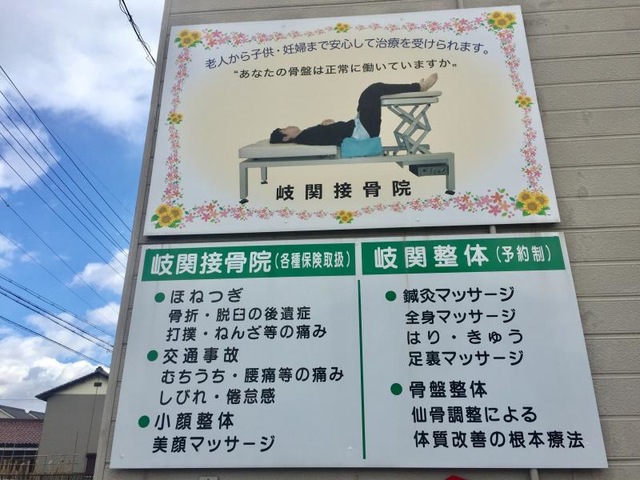 老人から子供・妊婦まで安心して治療を受けられます。
"あなたの骨盤は正常に働いていますか"
岐関接骨院
岐関接骨院(各種保険取扱)
●ほねつぎ
骨折・脱臼の後遺症
打撲・ねんざ等の痛み
●交通事故
むちうち・腰痛等の痛み
しびれ・倦怠感
●小顔整体
美顔マッサージ
岐関整体(予約制)
●鍼灸マッサージ
全身マッサージ
はり・きゅう
足裏マッサージ
●骨盤整体
仙骨調整による
体質改善の根本療法